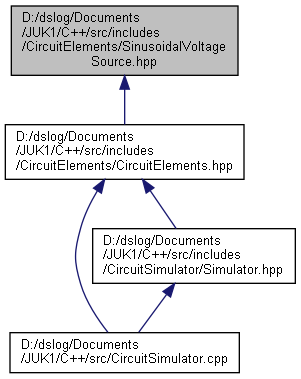 D:/dslog/Documents
/JUK1/C++/src/includes
/CircuitElements/SinusoidalVoltage
Source.hpp
D:/dslog/Documents
/JUK1/C++/src/includes
/CircuitElements/CircuitElements.hpp
D:/dslog/Documents
/JUK1/C++/src/includes
/CircuitSimulator/Simulator.hpp
D:/dslog/Documents
/JUK1/C++/src/CircuitSimulator.cpp